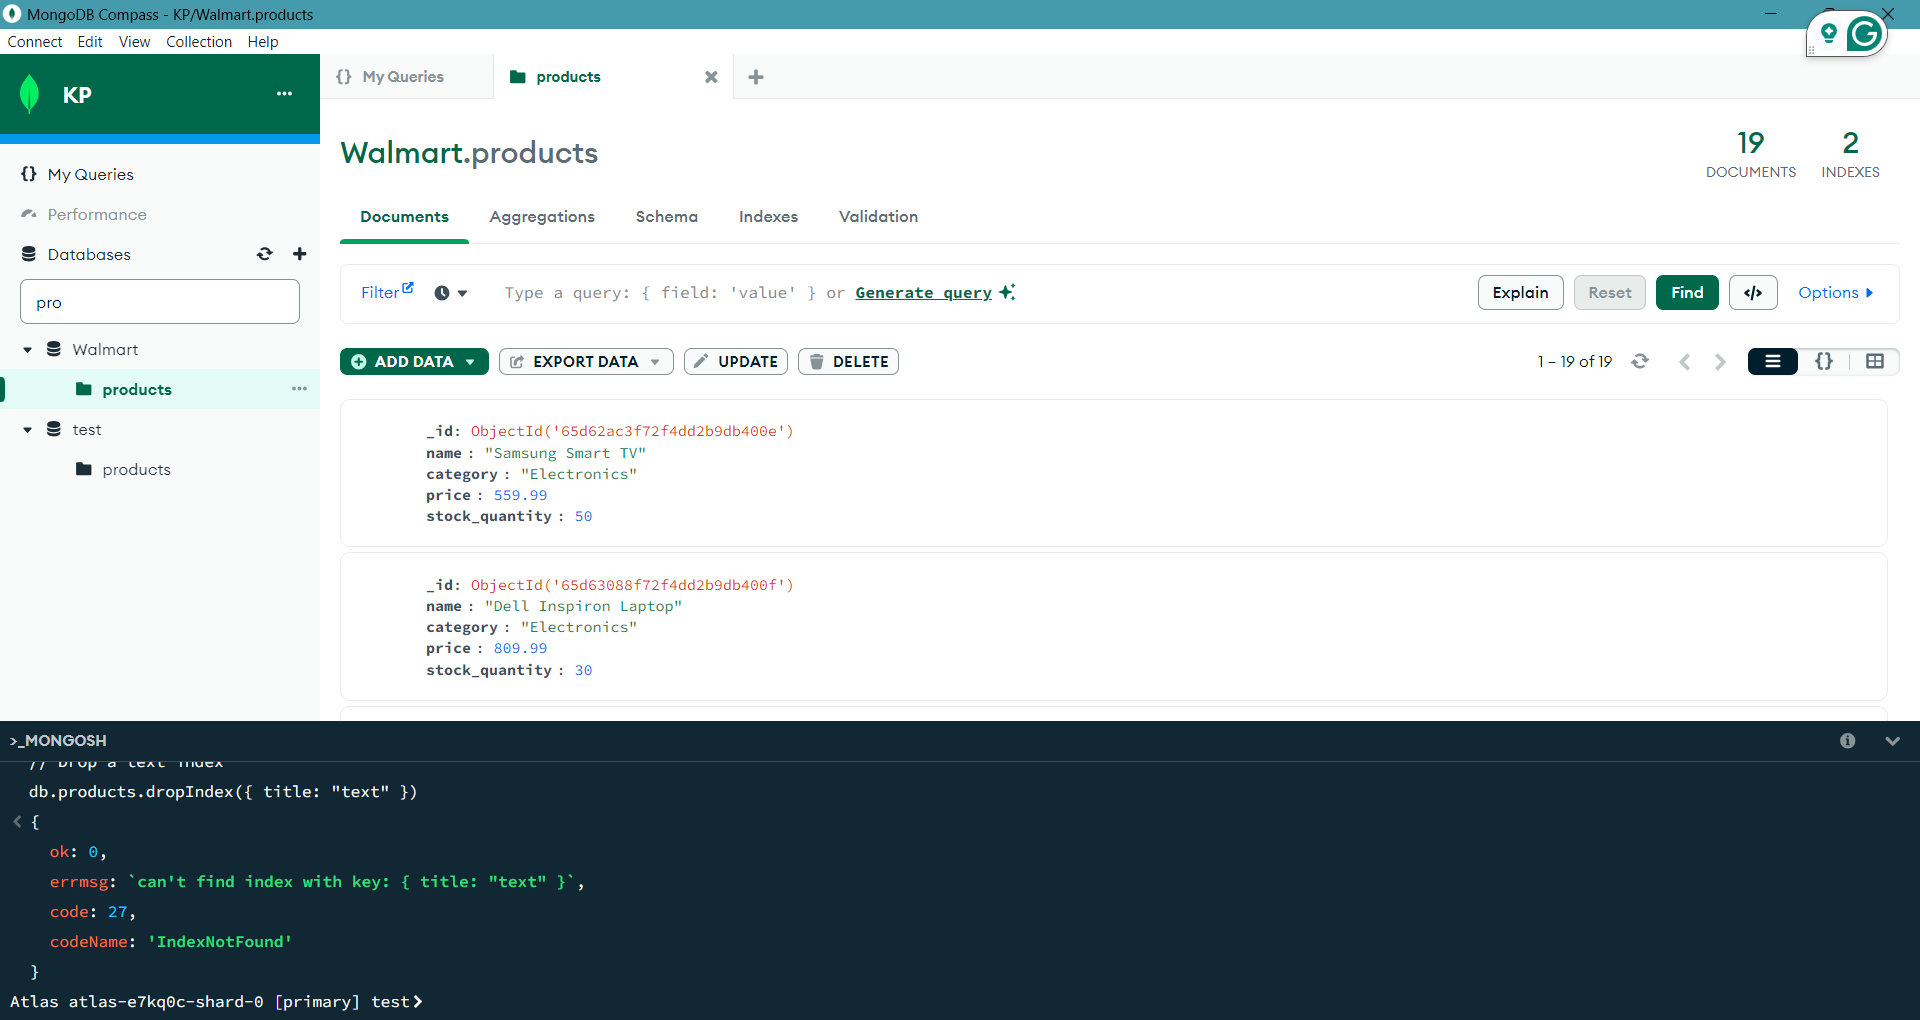 MongoDB Compass - KP/Walmart.products
Connect Edit View Collection Help
KP
My Queries
products
My Queries
Performance
Databases
pro
Walmart
products
test
products
Walmart.products
19
DOCUMENTS
2
INDEXES
Documents Aggregations Schema Indexes Validation
Filter
Type a query: { field: 'value' } or Generate query
Explain Reset Find </> Options
ADD DATA EXPORT DATA UPDATE DELETE
1 – 19 of 19
_id: ObjectId('65d62ac3f72f4dd2b9db400e')
name : "Samsung Smart TV"
category : "Electronics"
price : 559.99
stock_quantity : 50
_id: ObjectId('65d63088f72f4dd2b9db400f')
name : "Dell Inspiron Laptop"
category : "Electronics"
price : 809.99
stock_quantity : 30
>_MONGOSH
// Drop a text index
db.products.dropIndex({ title: "text" })
< {
ok: 0,
errmsg: `can't find index with key: { title: "text" }`,
code: 27,
codeName: 'IndexNotFound'
}
Atlas atlas-e7kq0c-shard-0 [primary] test>